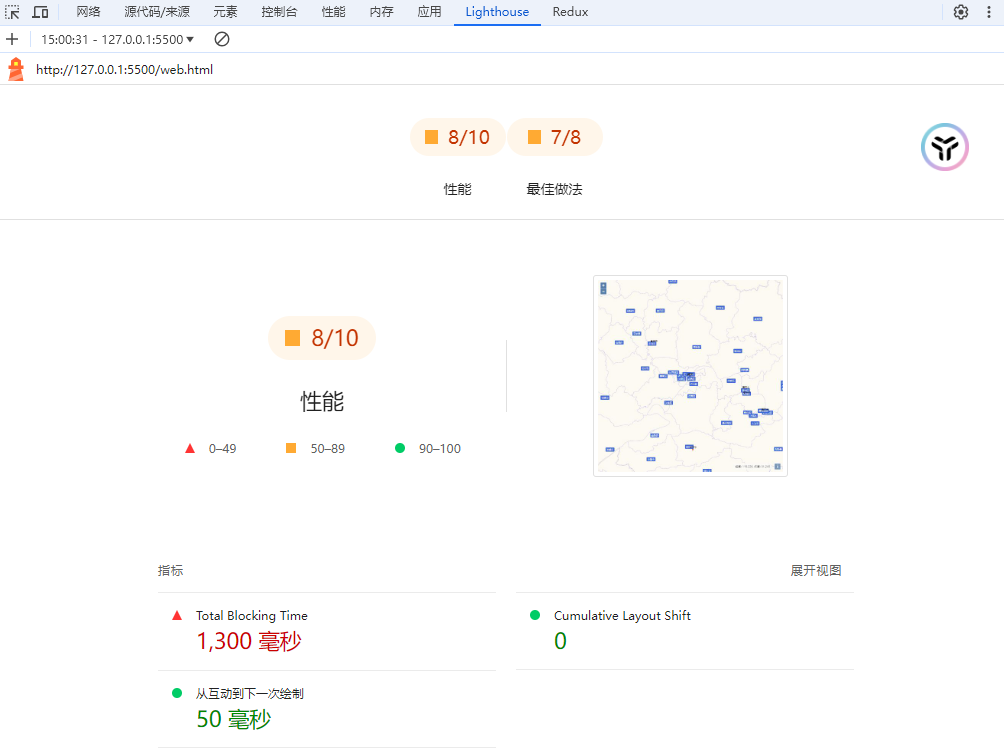 网络 源代码/来源 元素 控制台 性能 内存 应用 Lighthouse Redux
15:00:31 - 127.0.0.1:5500
http://127.0.0.1:5500/web.html
8/10 7/8
性能 最佳做法
8/10
性能
0–49 50–89 90–100
指标 展开视图
Total Blocking Time Cumulative Layout Shift
1,300 毫秒 0
从互动到下一次绘制
50 毫秒